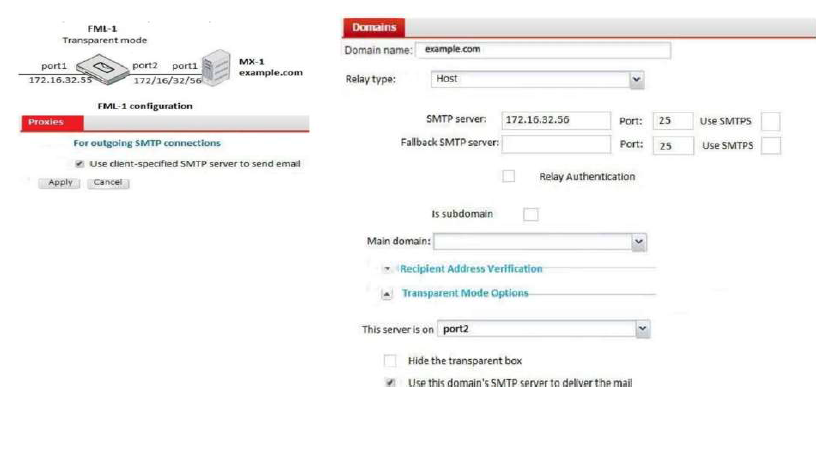 FML-1
Transparent mode
port1
port2
port1
MX-1
example.com
172.16.32.55
172/16/32/56
FML-1 configuration
Proxies
For outgoing SMTP connections
Use client-specified SMTP server to send email
Apply
Cancel
Domains
Domain name: example.com
Relay type: Host
SMTP server: 172.16.32.56 Port: 25 Use SMTPS
Fallback SMTP server: Port: 25 Use SMTPS
Relay Authentication
Is subdomain
Main domain:
Recipient Address Verification
Transparent Mode Options
This server is on port2
Hide the transparent box
Use this domain's SMTP server to deliver the mail